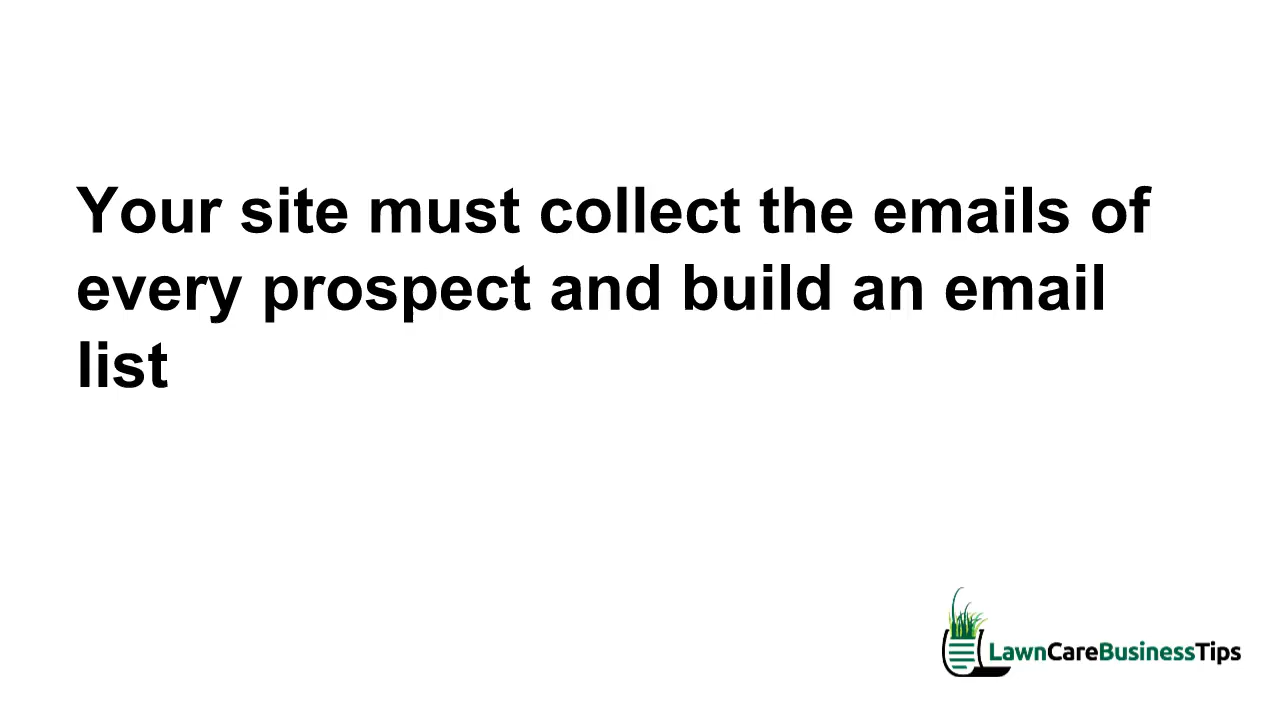 Your site must collect the emails of
every prospect and build an email
list
LawnCareBusinessTips